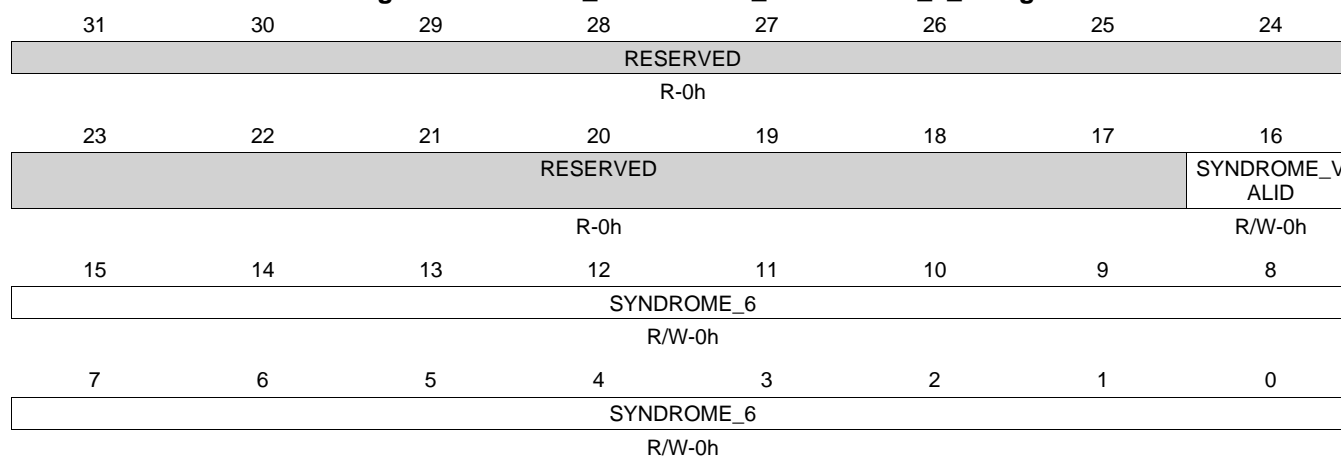 31 30 29 28 27 26 25 24
RESERVED
R-0h
23 22 21 20 19 18 17 16
RESERVED SYNDROME_V
ALID
R-0h R/W-0h
15 14 13 12 11 10 9 8
SYNDROME_6
R/W-0h
7 6 5 4 3 2 1 0
SYNDROME_6
R/W-0h